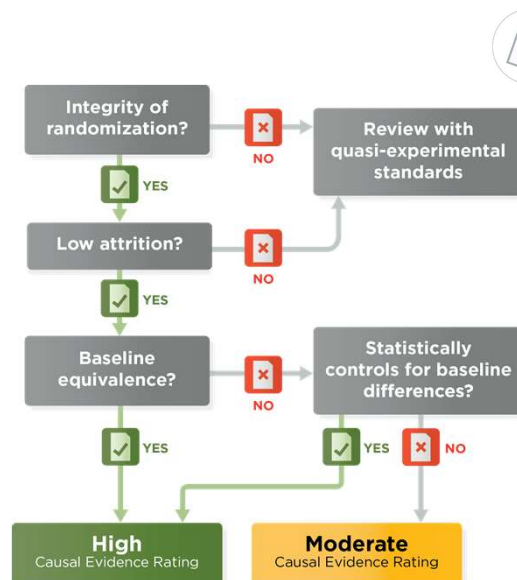 Integrity of
randomization?
NO
Review with
quasi-experimental
standards
YES
Low attrition?
NO
YES
Baseline
equivalence?
NO
Statistically
controls for baseline
differences?
YES
YES
NO
High
Causal Evidence Rating
Moderate
Causal Evidence Rating